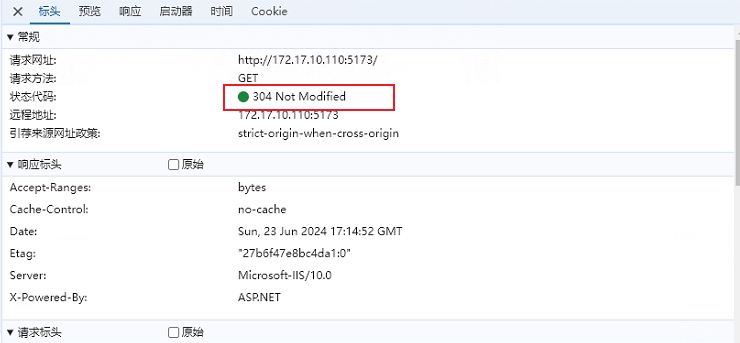 标头 预览 响应 启动器 时间 Cookie
常规
请求网址: http://172.17.10.110:5173/
请求方法: GET
状态代码: 304 Not Modified
远程地址: 172.17.10.110:5173
引荐来源网址政策: strict-origin-when-cross-origin
响应标头 原始
Accept-Ranges: bytes
Cache-Control: no-cache
Date: Sun, 23 Jun 2024 17:14:52 GMT
Etag: "27b6f47e8bc4da1:0"
Server: Microsoft-IIS/10.0
X-Powered-By: ASP.NET
请求标头 原始